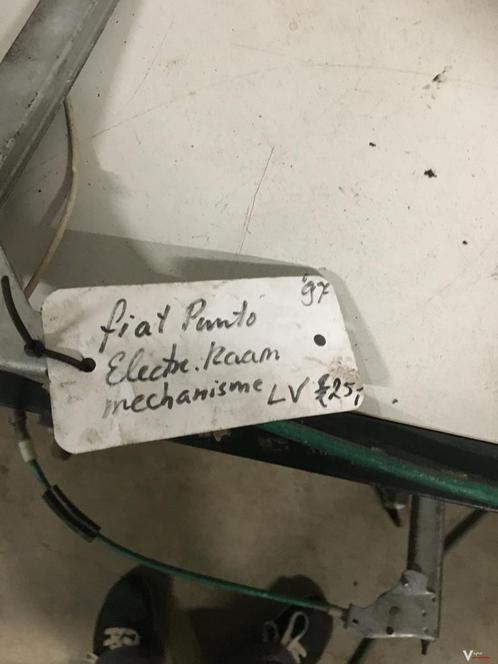 '97
fiat Punto
Electr. Raam
mechanisme LV €25,-